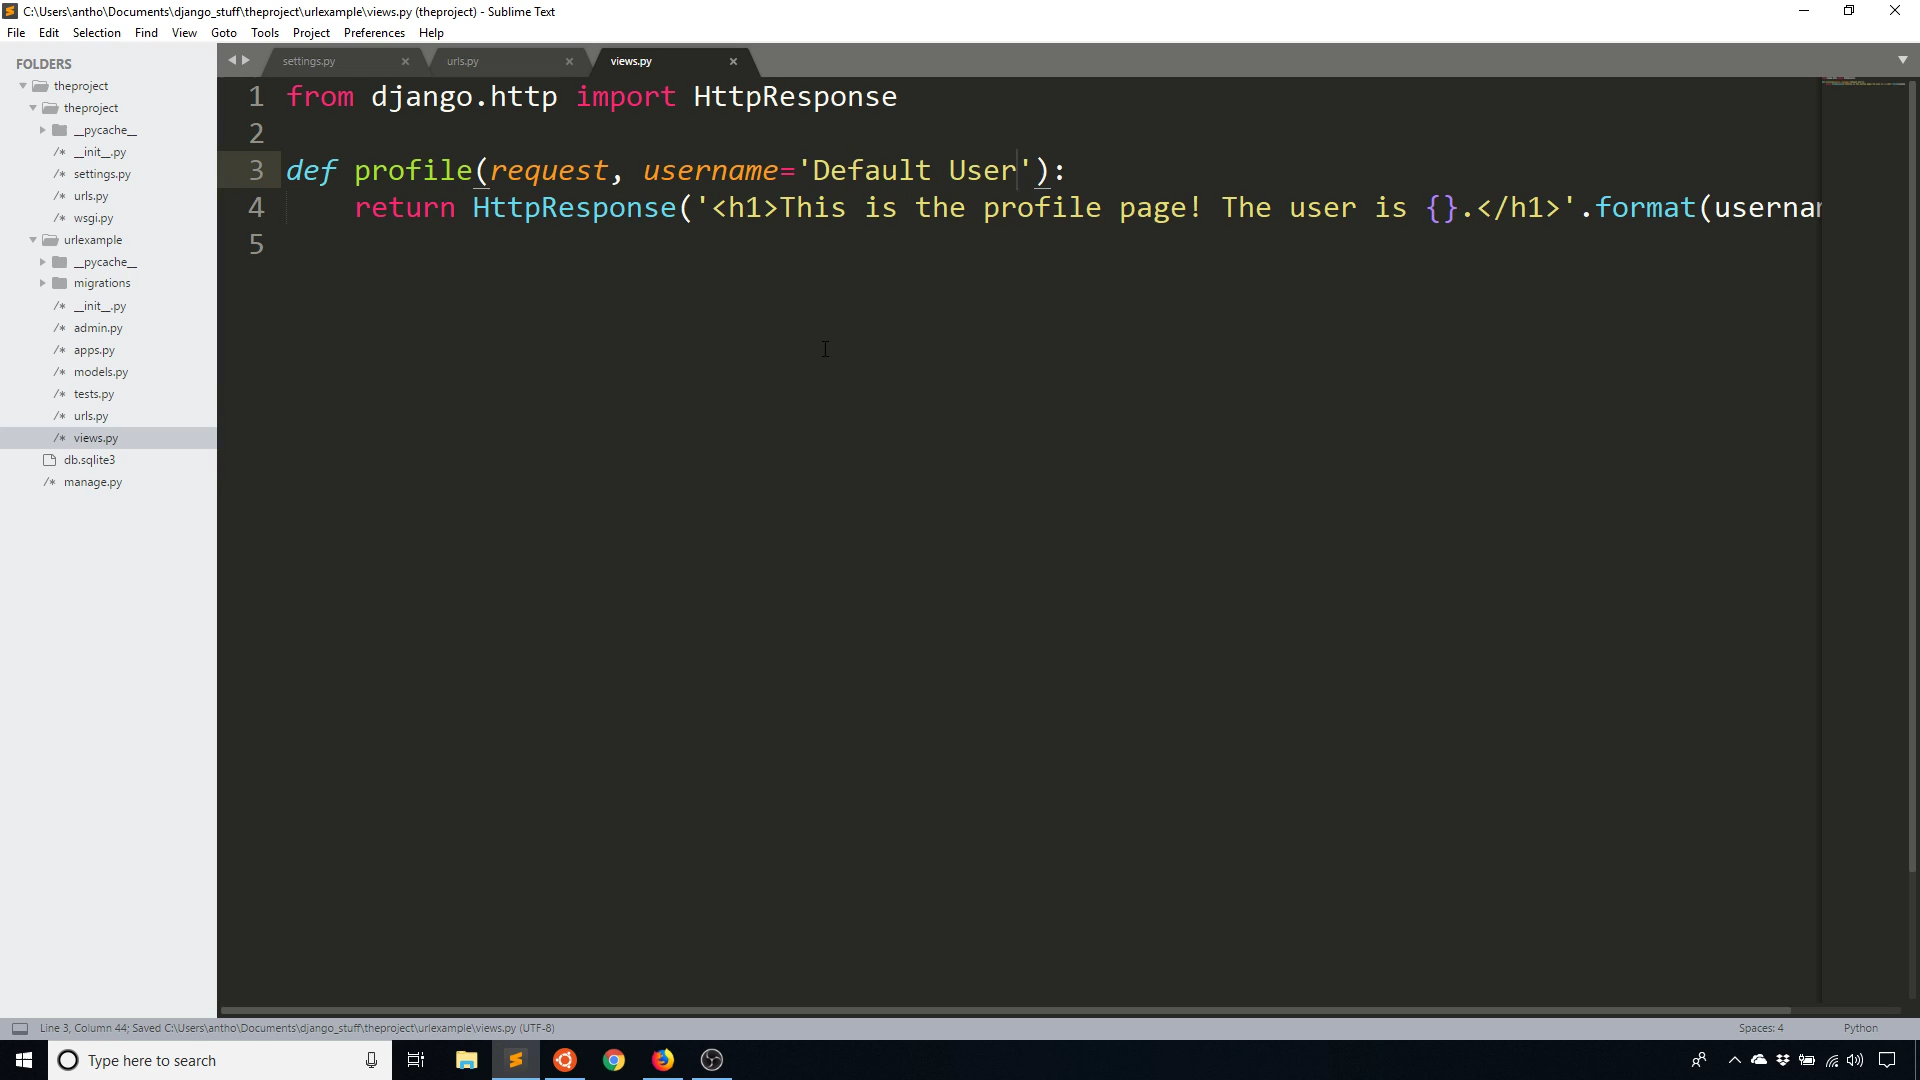 C:\Users\antho\Documents\django_stuff\theproject\urlexample\views.py (theproject) - Sublime Text
File Edit Selection Find View Goto Tools Project Preferences Help
FOLDERS
theproject
theproject
__pycache__
/* __init__.py
/* settings.py
/* urls.py
/* wsgi.py
urlexample
__pycache__
migrations
/* __init__.py
/* admin.py
/* apps.py
/* models.py
/* tests.py
/* urls.py
/* views.py
db.sqlite3
/* manage.py
settings.py urls.py views.py
1 from django.http import HttpResponse
2
3 def profile(request, username='Default User'):
4 return HttpResponse('<h1>This is the profile page! The user is {}.</h1>'.format(usernam
5
Line 3, Column 44; Saved C:\Users\antho\Documents\django_stuff\theproject\urlexample\views.py (UTF-8) Spaces: 4 Python
Type here to search